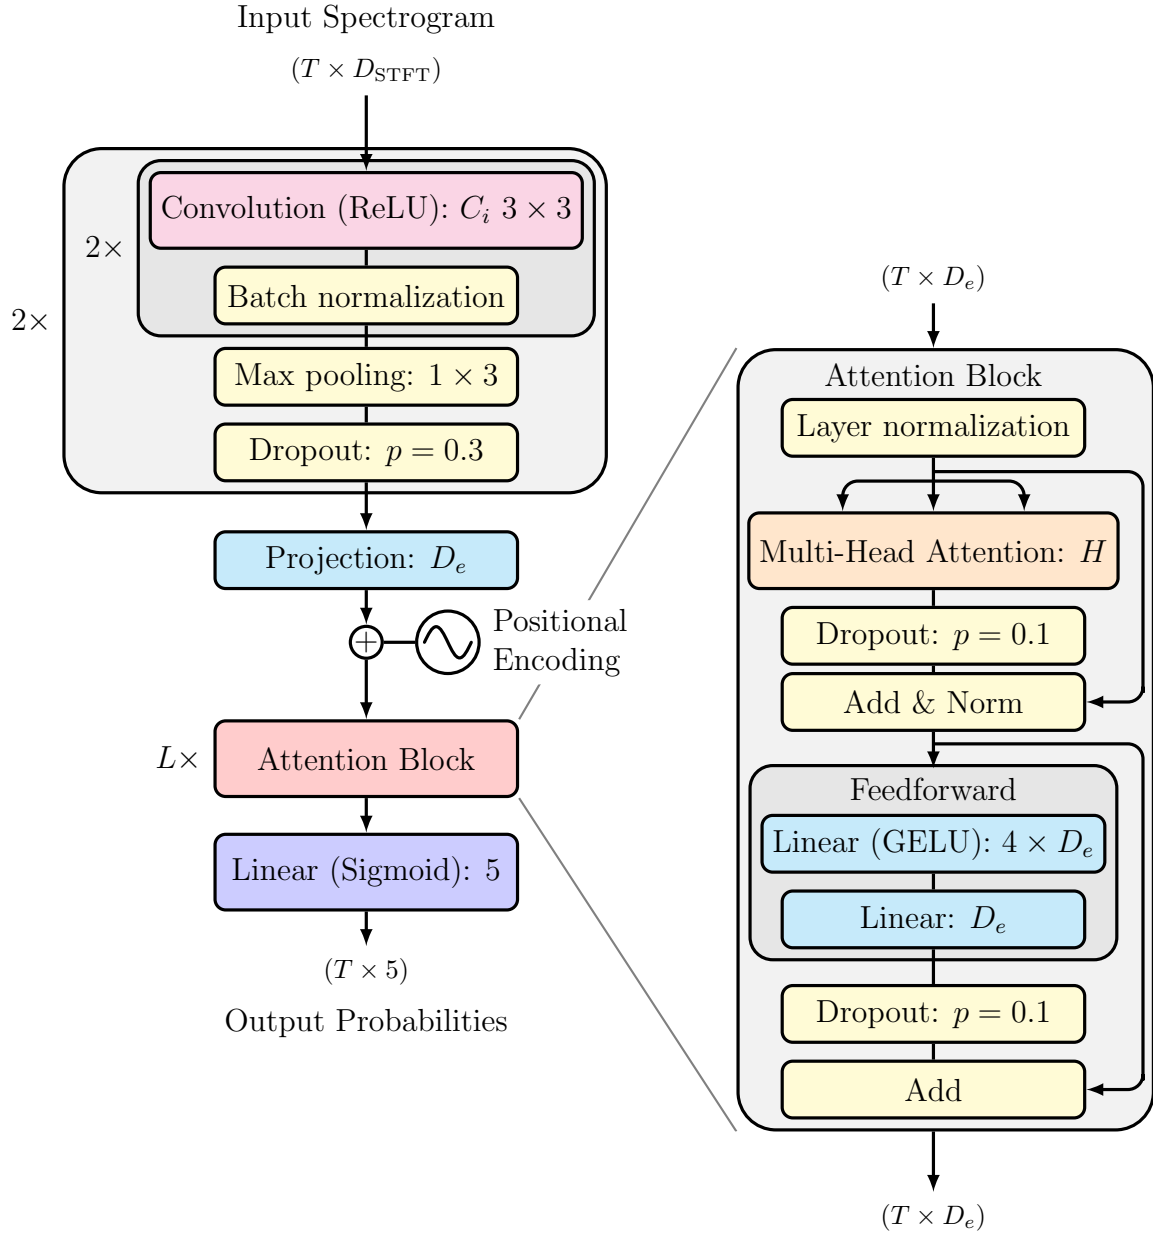 Input Spectrogram
(T × D_STFT)
2×
2×
Convolution (ReLU): C_i 3 × 3
Batch normalization
Max pooling: 1 × 3
Dropout: p = 0.3
Projection: D_e
+
Positional
Encoding
L×
Attention Block
Linear (Sigmoid): 5
(T × 5)
Output Probabilities
(T × D_e)
Attention Block
Layer normalization
Multi-Head Attention: H
Dropout: p = 0.1
Add & Norm
Feedforward
Linear (GELU): 4 × D_e
Linear: D_e
Dropout: p = 0.1
Add
(T × D_e)